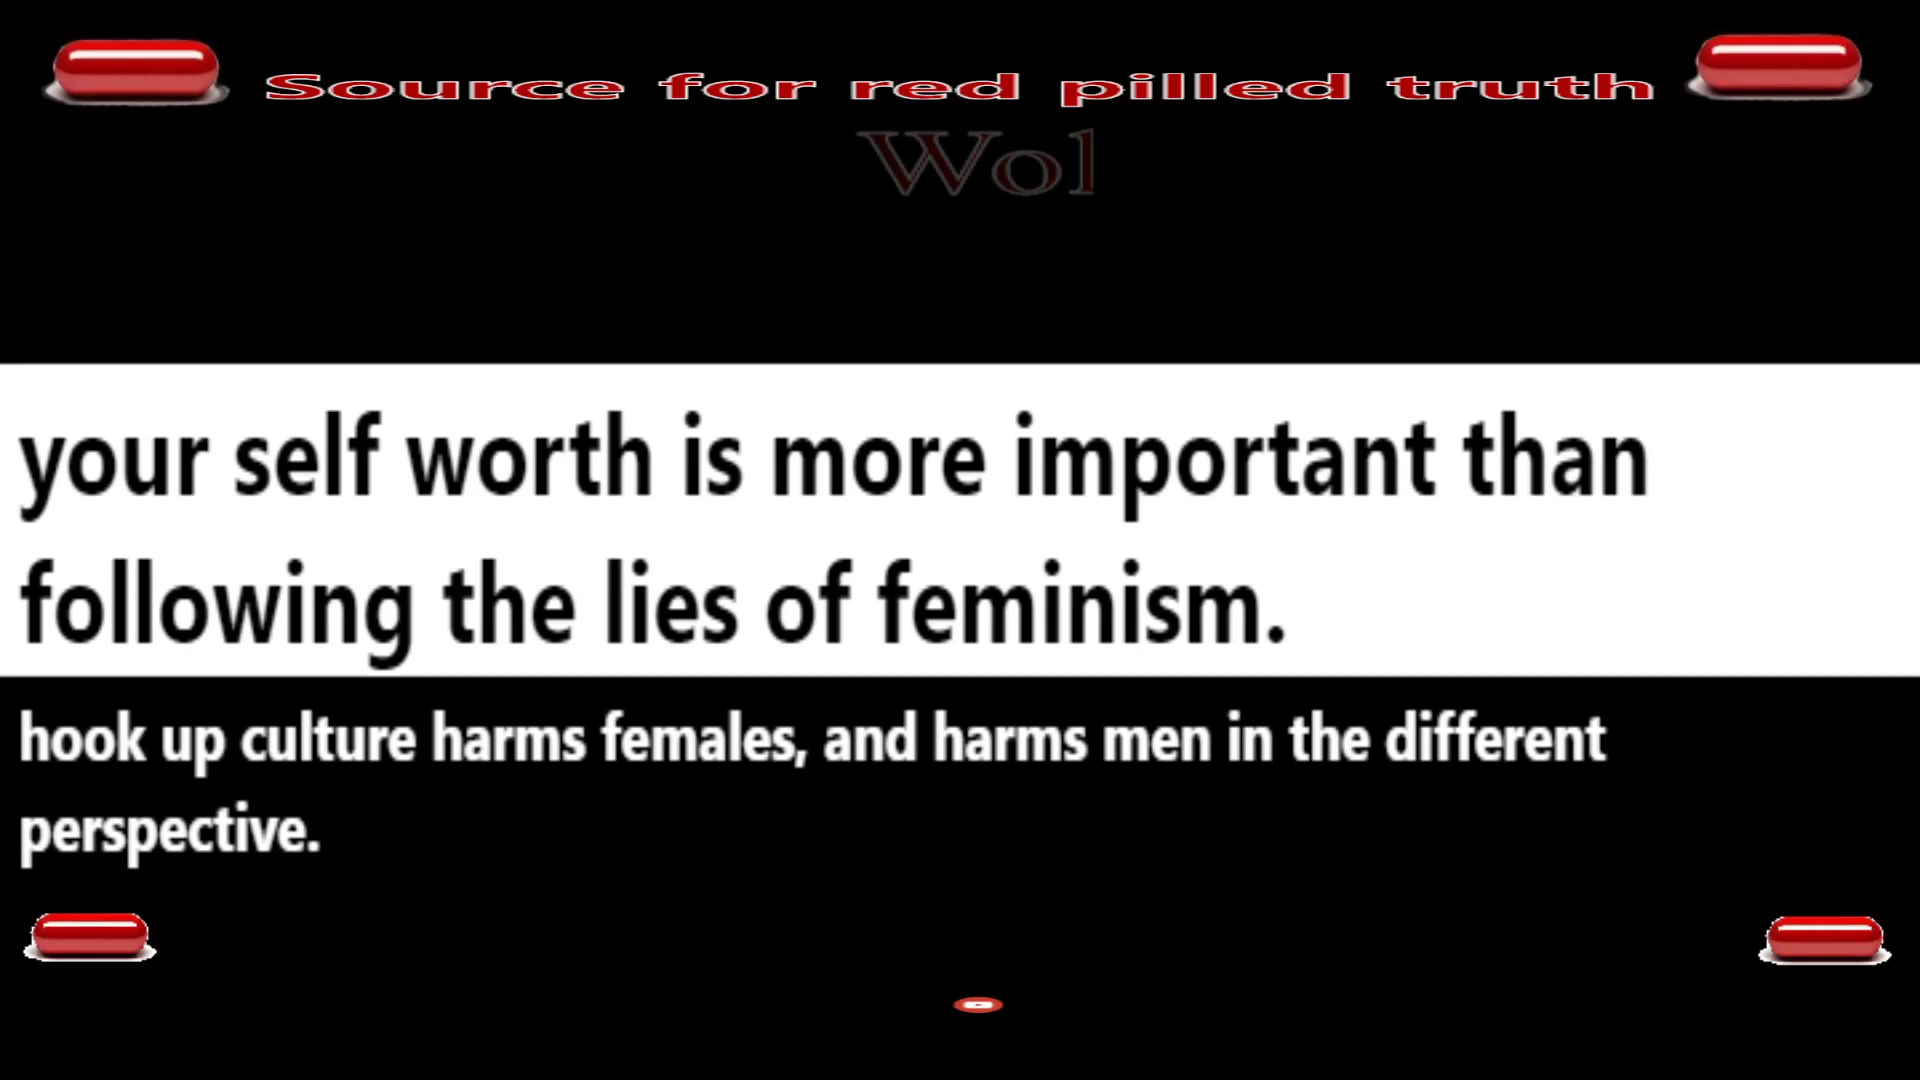 Source for red pilled truth
Wol
your self worth is more important than
following the lies of feminism.
hook up culture harms females, and harms men in the different
perspective.